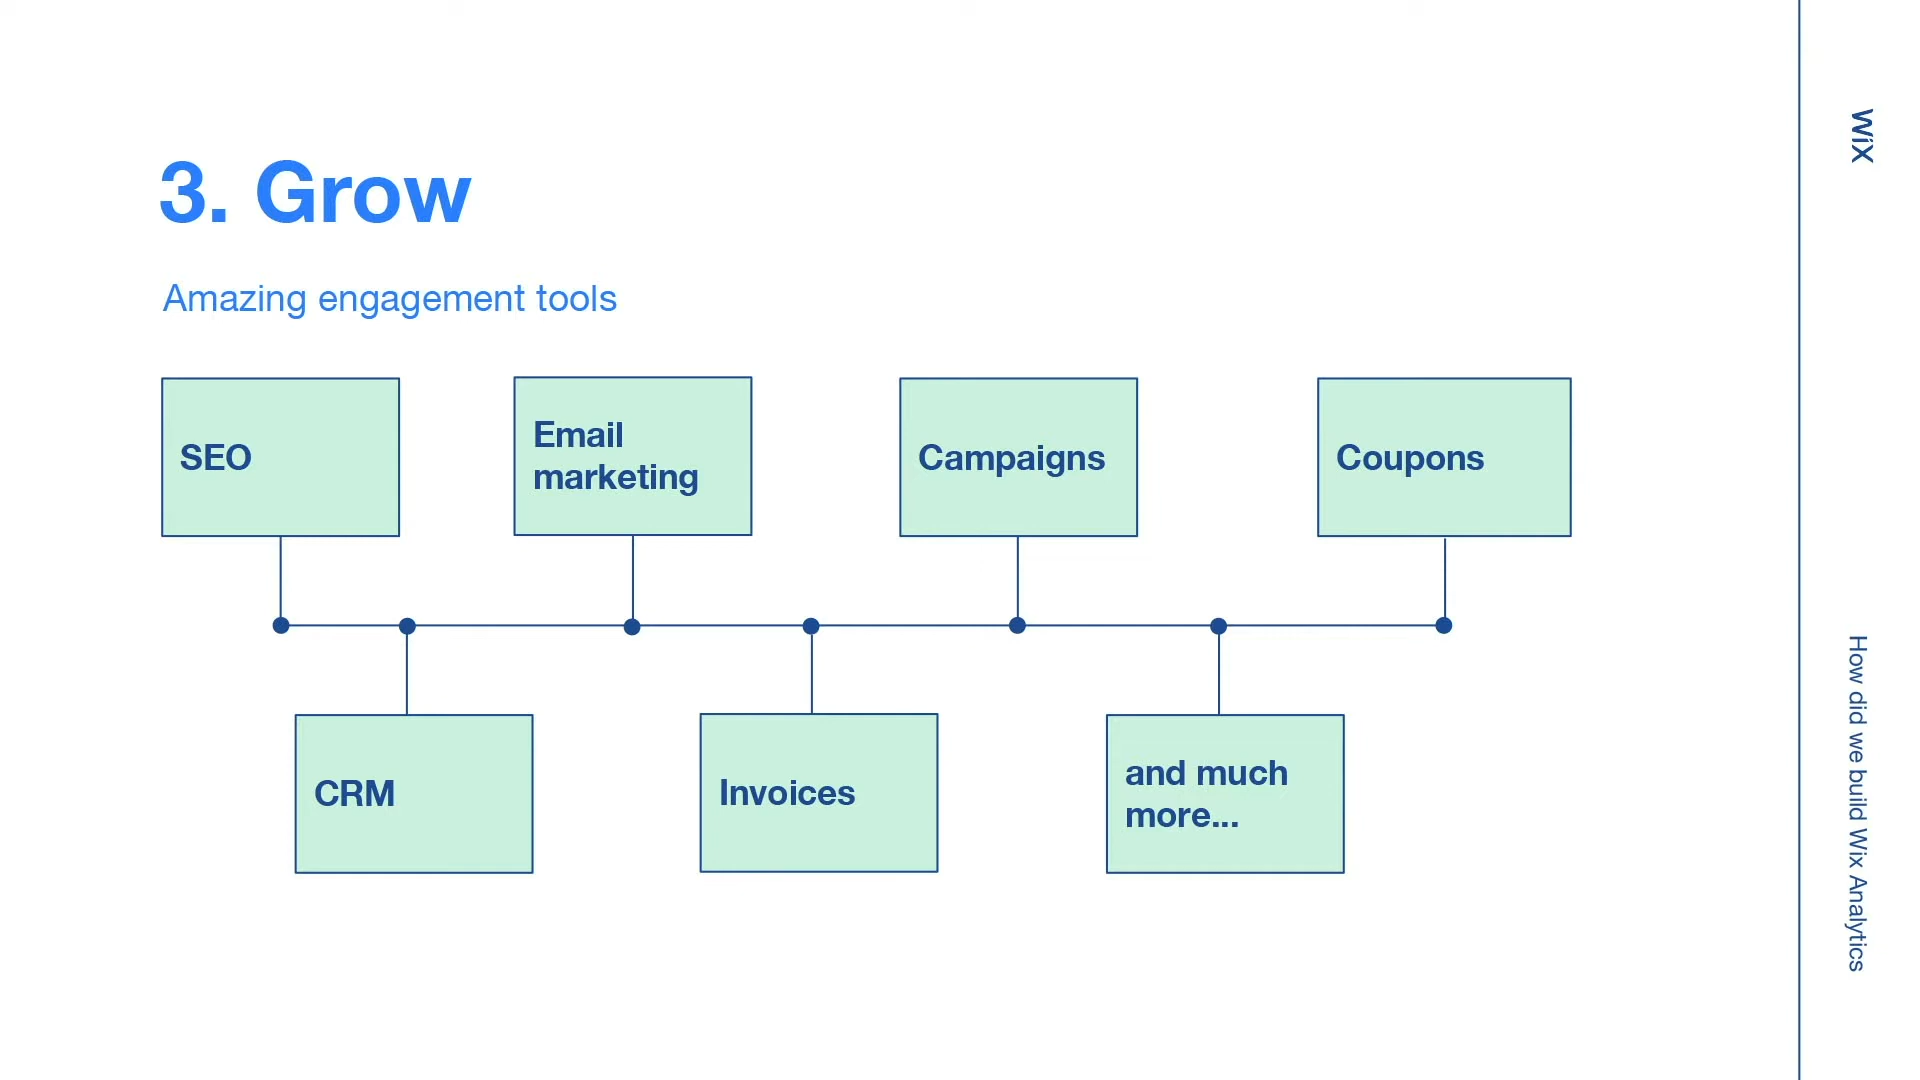 3. Grow
Amazing engagement tools
SEO
Email
marketing
Campaigns
Coupons
CRM
Invoices
and much
more...
WiX
How did we build Wix Analytics